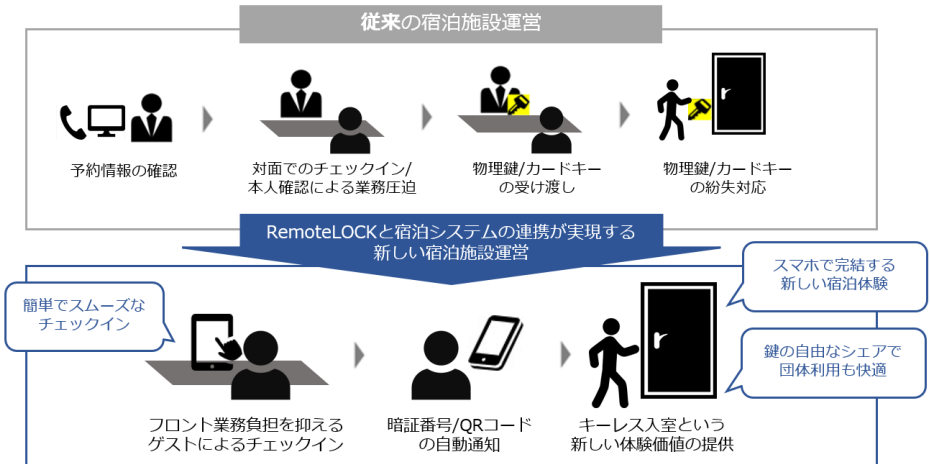 従来の宿泊施設運営
予約情報の確認
対面でのチェックイン/
本人確認による業務圧迫
物理鍵/カードキー
の受け渡し
物理鍵/カードキー
の紛失対応
RemoteLOCKと宿泊システムの連携が実現する
新しい宿泊施設運営
簡単でスムーズな
チェックイン
スマホで完結する
新しい宿泊体験
鍵の自由なシェアで
団体利用も快適
フロント業務負担を抑える
ゲストによるチェックイン
暗証番号/QRコード
の自動通知
キーレス入室という
新しい体験価値の提供